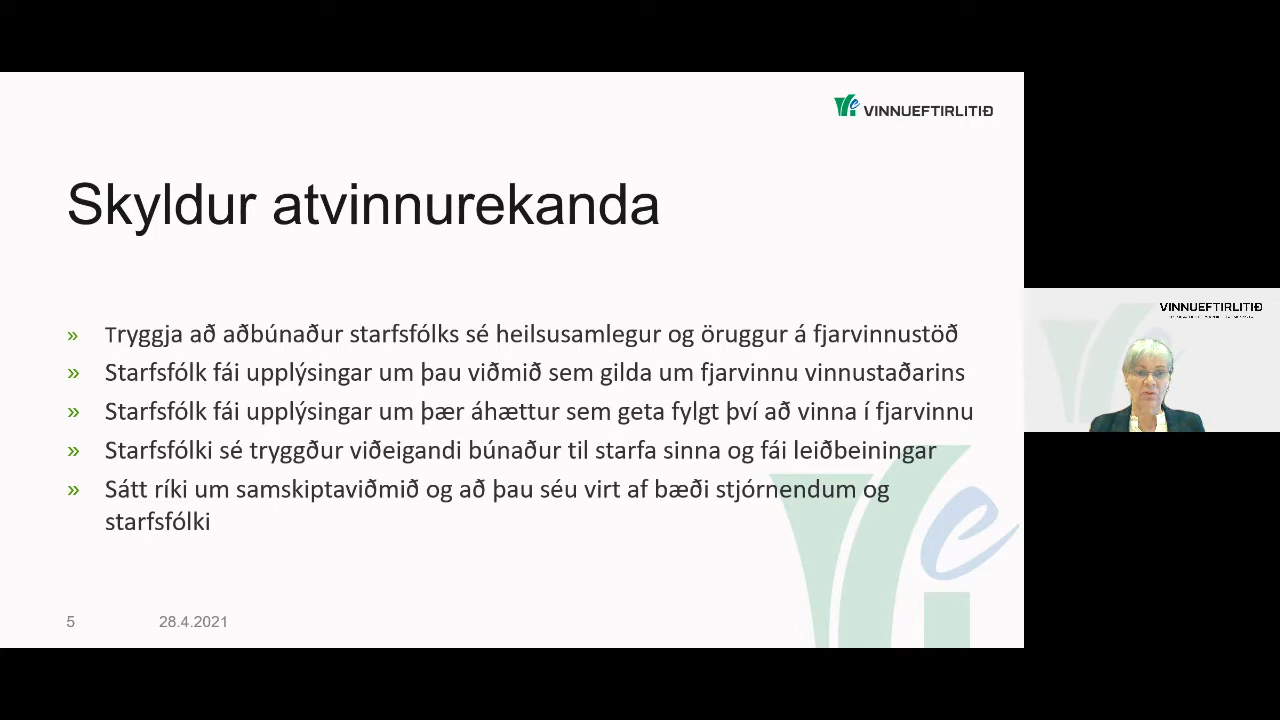 VINNUEFTIRLITIÐ
Skyldur atvinnurekanda
» Tryggja að aðbúnaður starfsfólks sé heilsusamlegur og öruggur á fjarvinnustöð
» Starfsfólk fái upplýsingar um þau viðmið sem gilda um fjarvinnu vinnustaðarins
» Starfsfólk fái upplýsingar um þær áhættur sem geta fylgt því að vinna í fjarvinnu
» Starfsfólki sé tryggður viðeigandi búnaður til starfa sinna og fái leiðbeiningar
» Sátt ríki um samskiptaviðmið og að þau séu virt af bæði stjórnendum og
starfsfólki
5 28.4.2021
VINNUEFTIRLITIÐ